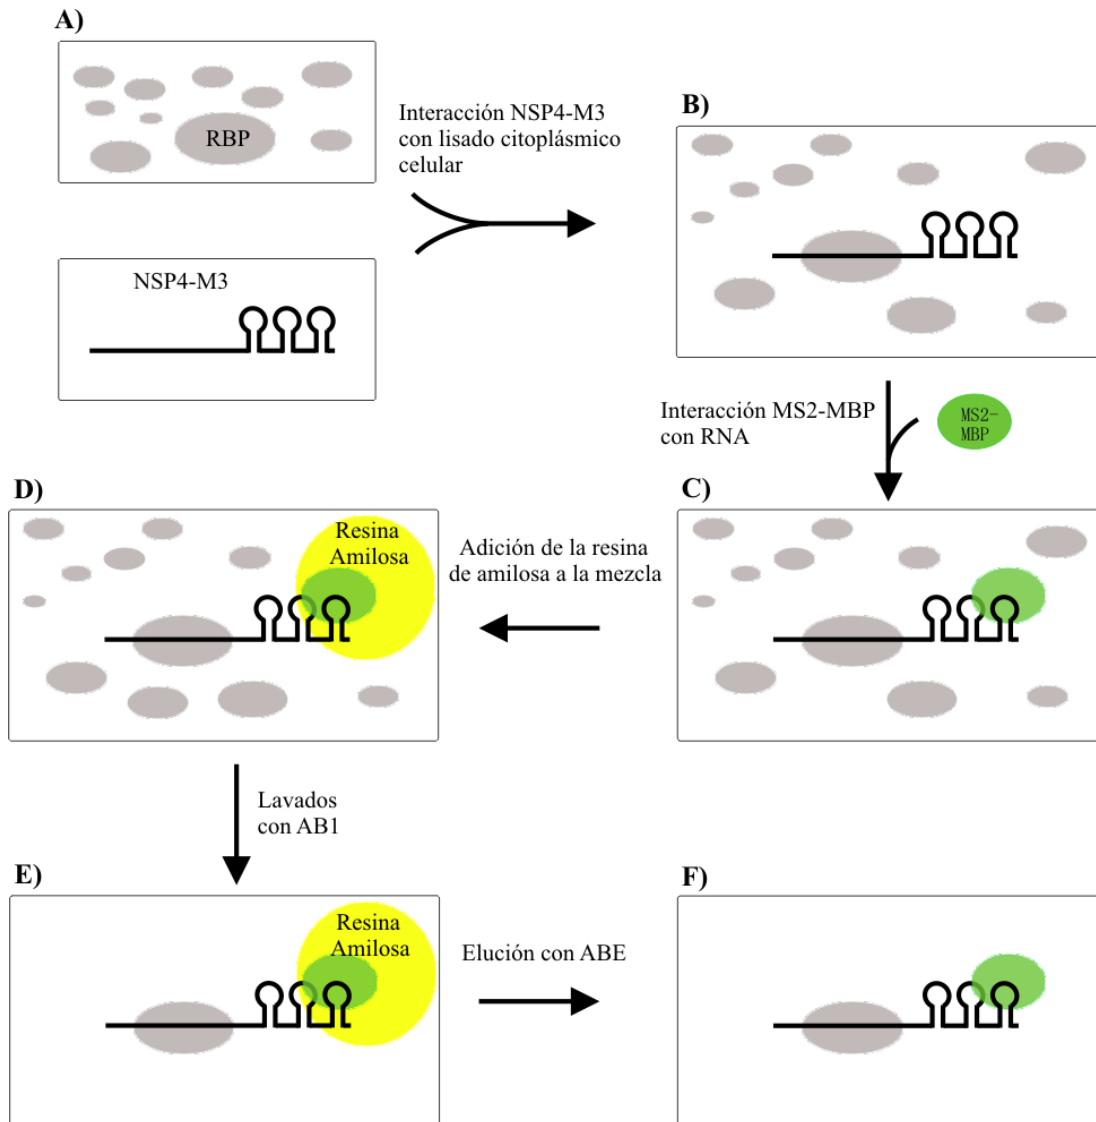 A)
RBP
Interacción NSP4-M3
con lisado citoplásmico
celular
NSP4-M3
B)
Interacción MS2-MBP
con RNA
MS2-
MBP
C)
D)
Resina
Amilosa
Adición de la resina
de amilosa a la mezcla
Lavados
con AB1
E)
Resina
Amilosa
Elución con ABE
F)